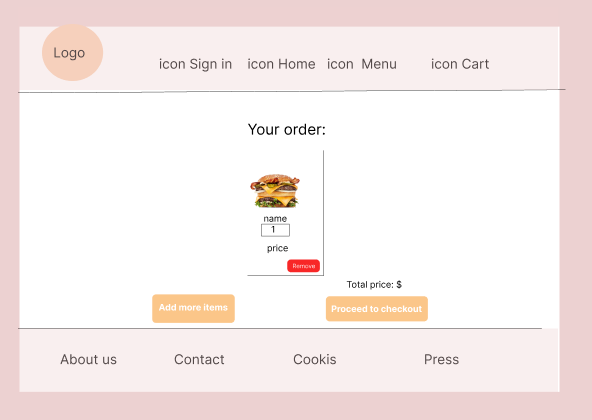 Logo
icon Sign in icon Home icon Menu icon Cart
Your order:
name
1
price
Remove
Total price: $
Add more items Proceed to checkout
About us Contact Cookis Press